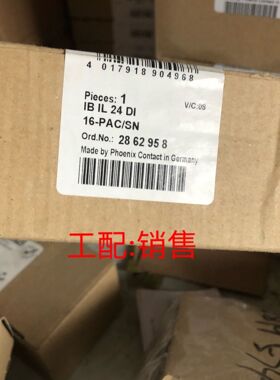 4 017918 904968
Pieces: 1
V/C:08
IB IL 24 DI
16-PAC/SN
Ord.No.: 28 62 95 8
Made by Phoenix Contact in Germany
工配:销售